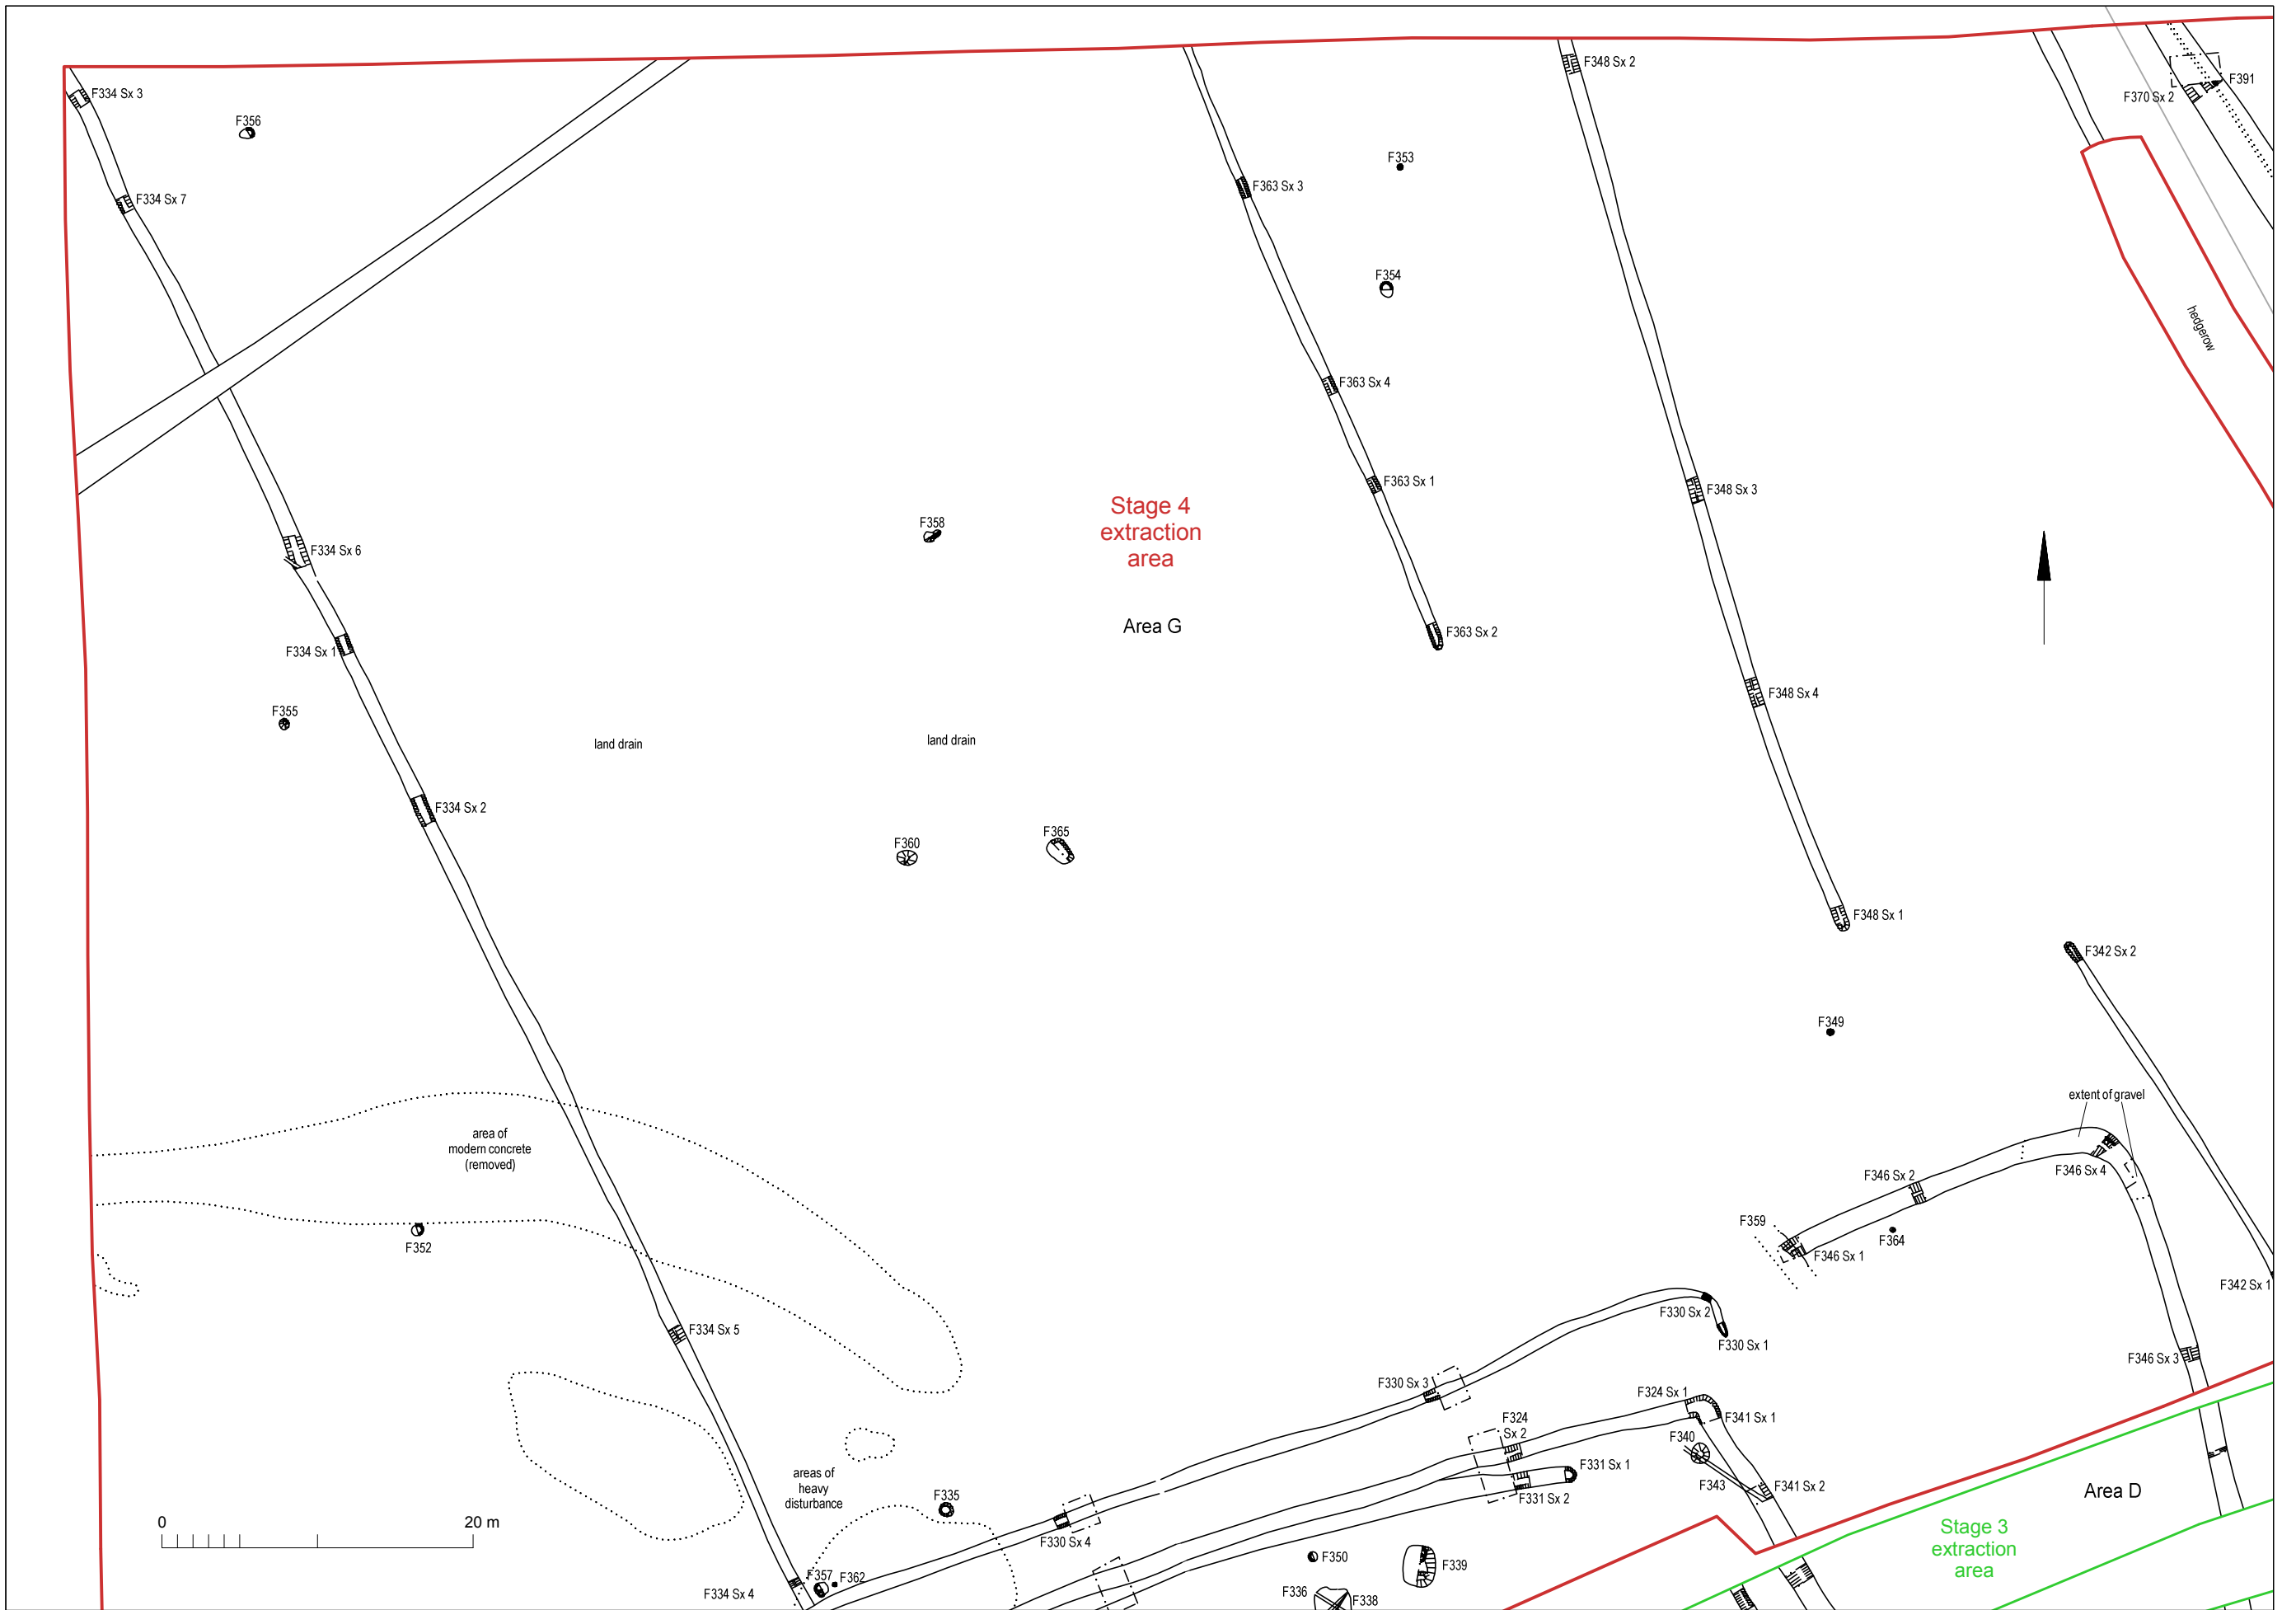 F334 Sx 3
F356
F334 Sx 7
F363 Sx 3
F353
F354
F348 Sx 2
F370 Sx 2
F391
hedgerow
F363 Sx 4
F363 Sx 1
F348 Sx 3
Stage 4
extraction
area
Area G
F358
F334 Sx 6
F334 Sx 1
F363 Sx 2
F348 Sx 4
F355
land drain
land drain
F334 Sx 2
F360
F365
F348 Sx 1
F342 Sx 2
F349
extent of gravel
area of
modern concrete
(removed)
F346 Sx 2
F346 Sx 4
F359
F364
F346 Sx 1
F352
F342 Sx 1
F334 Sx 5
F330 Sx 2
F330 Sx 1
F346 Sx 3
F330 Sx 3
F324 Sx 1
F324
Sx 2
F341 Sx 1
F340
F331 Sx 1
F343
F341 Sx 2
F331 Sx 2
areas of
heavy
disturbance
F335
Area D
0
20 m
F330 Sx 4
Stage 3
extraction
area
F350
F339
F357
F362
F334 Sx 4
F336
F338